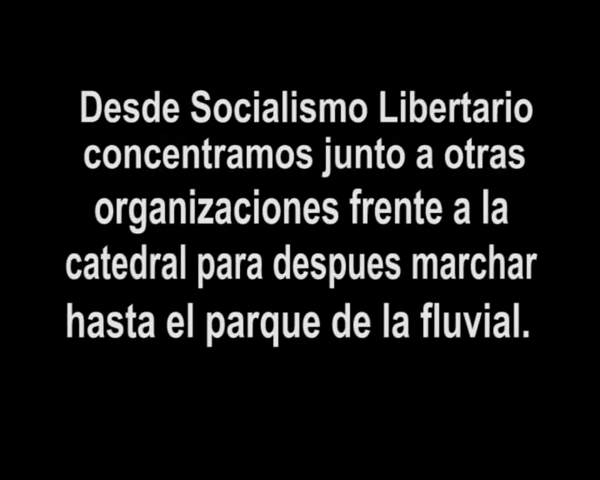 Desde Socialismo Libertario
concentramos junto a otras
organizaciones frente a la
catedral para despues marchar
hasta el parque de la fluvial.